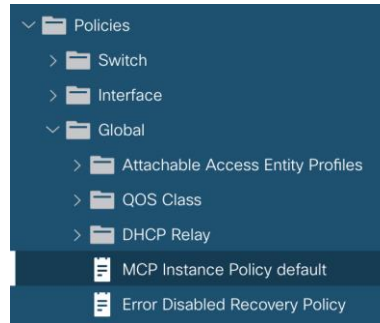 Policies
Switch
Interface
Global
Attachable Access Entity Profiles
QOS Class
DHCP Relay
MCP Instance Policy default
Error Disabled Recovery Policy